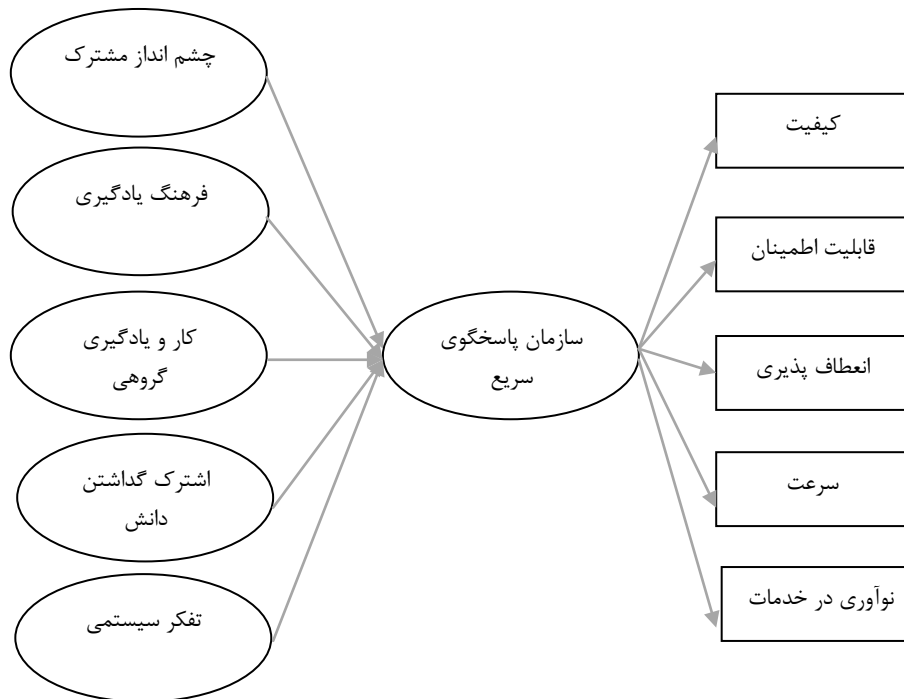 چشم انداز مشترک
فرهنگ یادگیری
کار و یادگیری
گروهی
اشترک گداشتن
دانش
تفکر سیستمی
سازمان پاسخگوی
سریع
کیفیت
قابلیت اطمینان
انعطاف پذیری
سرعت
نوآوری در خدمات